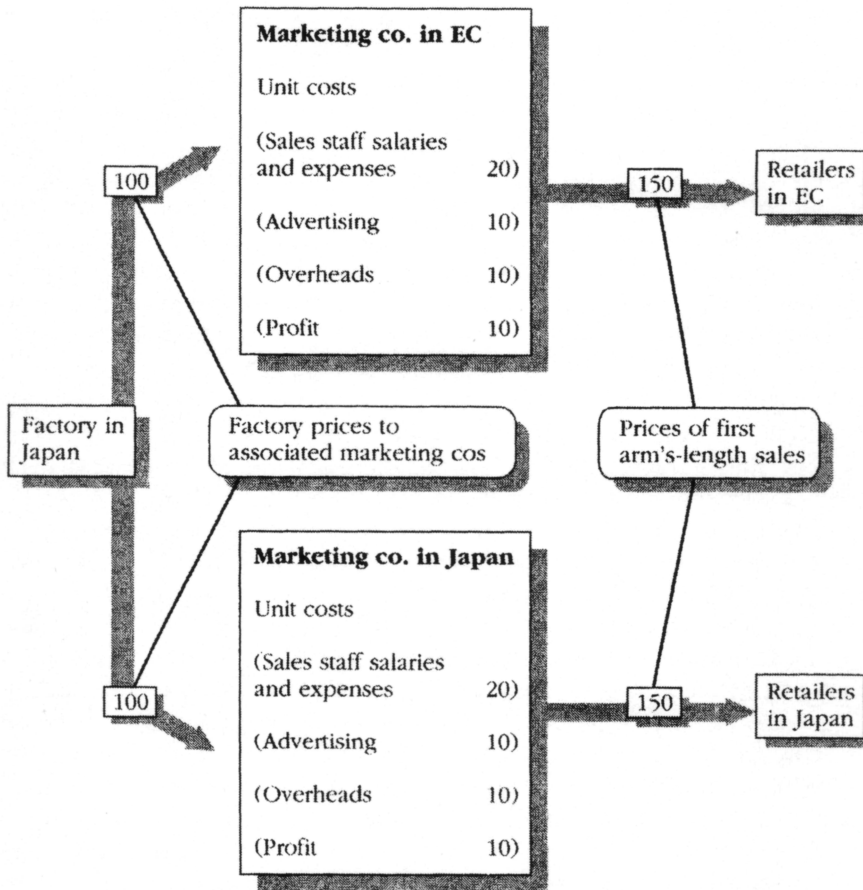 Marketing co. in EC
Unit costs
(Sales staff salaries
and expenses 20)
(Advertising 10)
(Overheads 10)
(Profit 10)
100
150
Retailers
in EC
Factory in
Japan
Factory prices to
associated marketing cos
Prices of first
arm's-length sales
Marketing co. in Japan
Unit costs
(Sales staff salaries
and expenses 20)
(Advertising 10)
(Overheads 10)
(Profit 10)
100
150
Retailers
in Japan